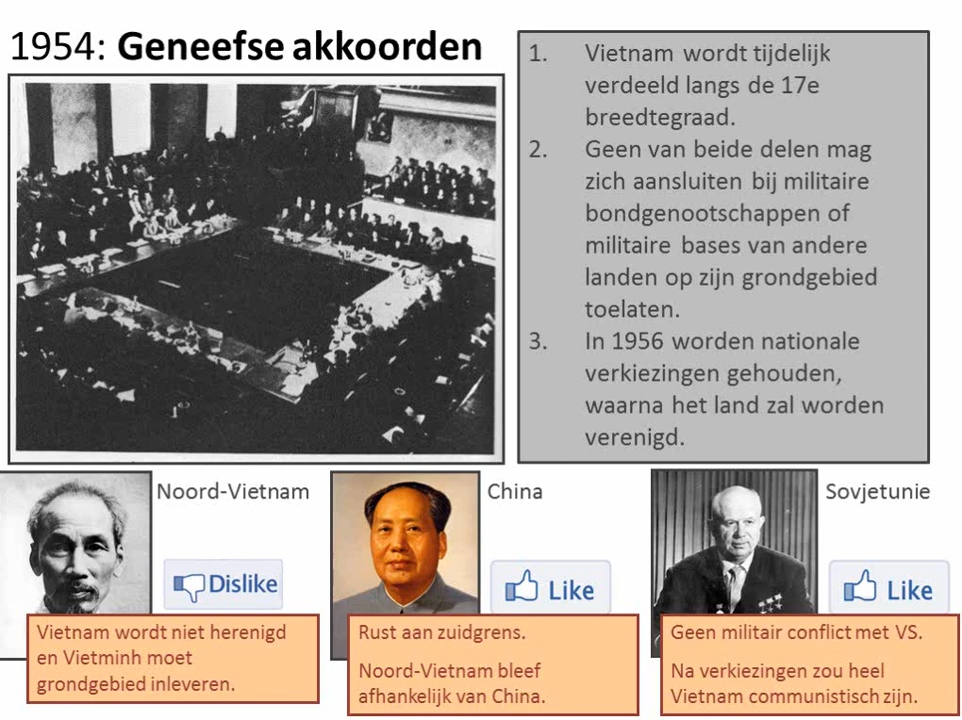 1954: Geneefse akkoorden
1. Vietnam wordt tijdelijk
verdeeld langs de 17e
breedtegraad.
2. Geen van beide delen mag
zich aansluiten bij militaire
bondgenootschappen of
militaire bases van andere
landen op zijn grondgebied
toelaten.
3. In 1956 worden nationale
verkiezingen gehouden,
waarna het land zal worden
verenigd.
Noord-Vietnam
Dislike
Vietnam wordt niet herenigd
en Vietminh moet
grondgebied inleveren.
China
Like
Rust aan zuidgrens.
Noord-Vietnam bleef
afhankelijk van China.
Sovjetunie
Like
Geen militair conflict met VS.
Na verkiezingen zou heel
Vietnam communistisch zijn.